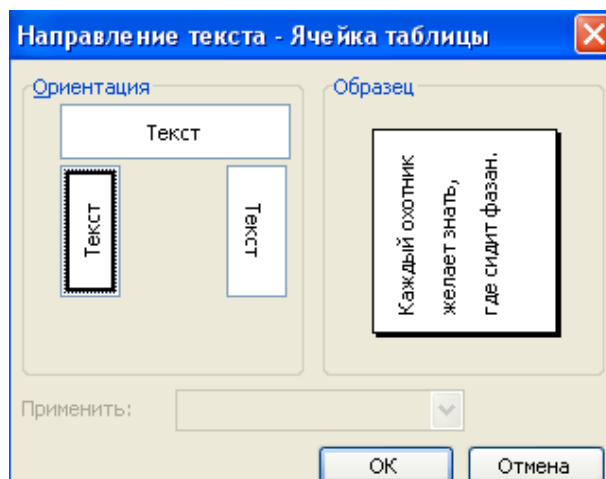 Направление текста - Ячейка таблицы
Ориентация
Текст
Текст
Текст
Образец
Каждый охотник
желает знать,
где сидит фазан.
Применить:
ОК
Отмена